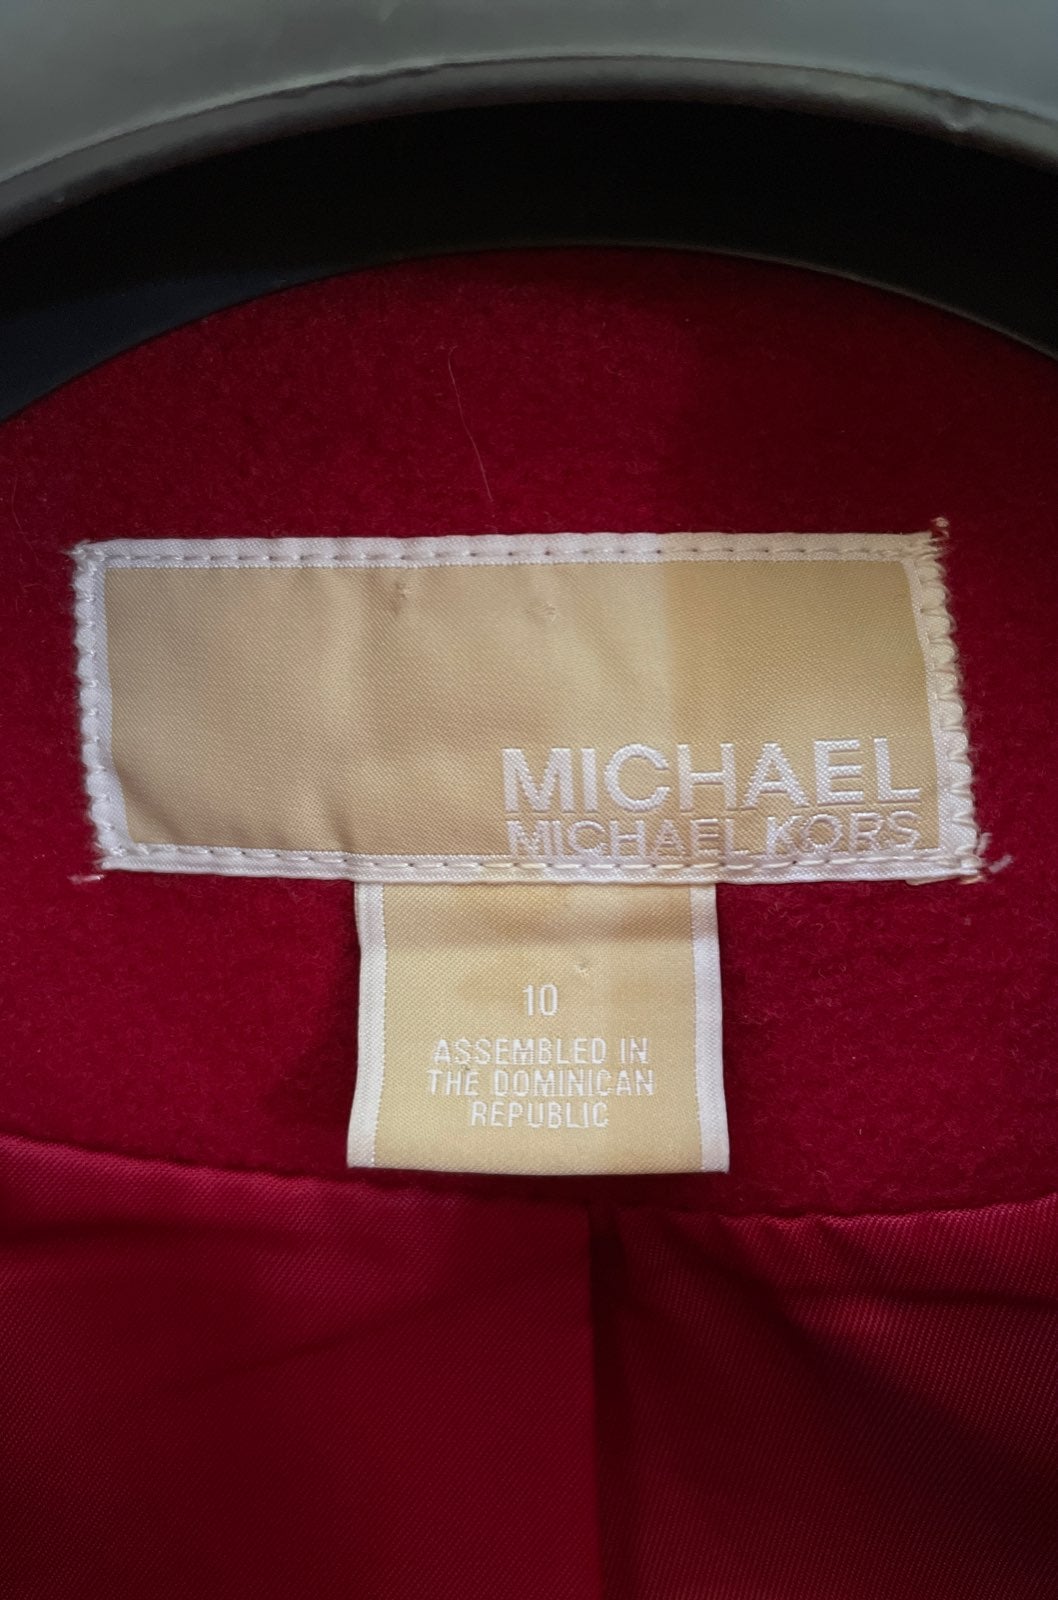 MICHAEL
MICHAEL KORS
10
ASSEMBLED IN
THE DOMINICAN
REPUBLIC